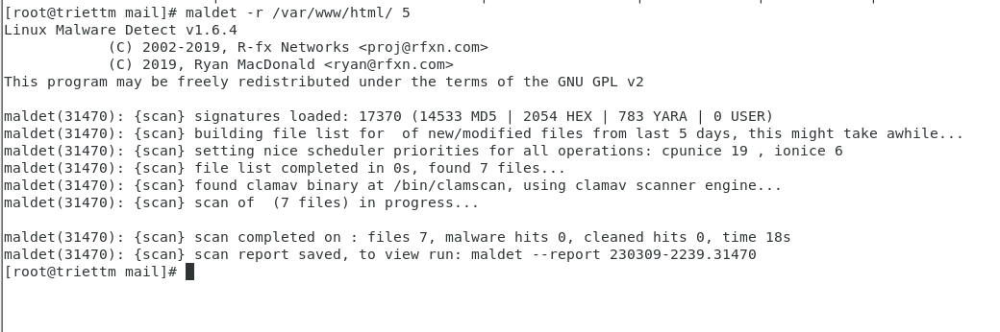 [root@triettm mail]# maldet -r /var/www/html/ 5
Linux Malware Detect v1.6.4
(C) 2002-2019, R-fx Networks <proj@rfxn.com>
(C) 2019, Ryan MacDonald <ryan@rfxn.com>
This program may be freely redistributed under the terms of the GNU GPL v2
maldet(31470): {scan} signatures loaded: 17370 (14533 MD5 | 2054 HEX | 783 YARA | 0 USER)
maldet(31470): {scan} building file list for  of new/modified files from last 5 days, this might take awhile...
maldet(31470): {scan} setting nice scheduler priorities for all operations: cpunice 19 , ionice 6
maldet(31470): {scan} file list completed in 0s, found 7 files...
maldet(31470): {scan} found clamav binary at /bin/clamscan, using clamav scanner engine...
maldet(31470): {scan} scan of  (7 files) in progress...
maldet(31470): {scan} scan completed on : files 7, malware hits 0, cleaned hits 0, time 18s
maldet(31470): {scan} scan report saved, to view run: maldet --report 230309-2239.31470
[root@triettm mail]#